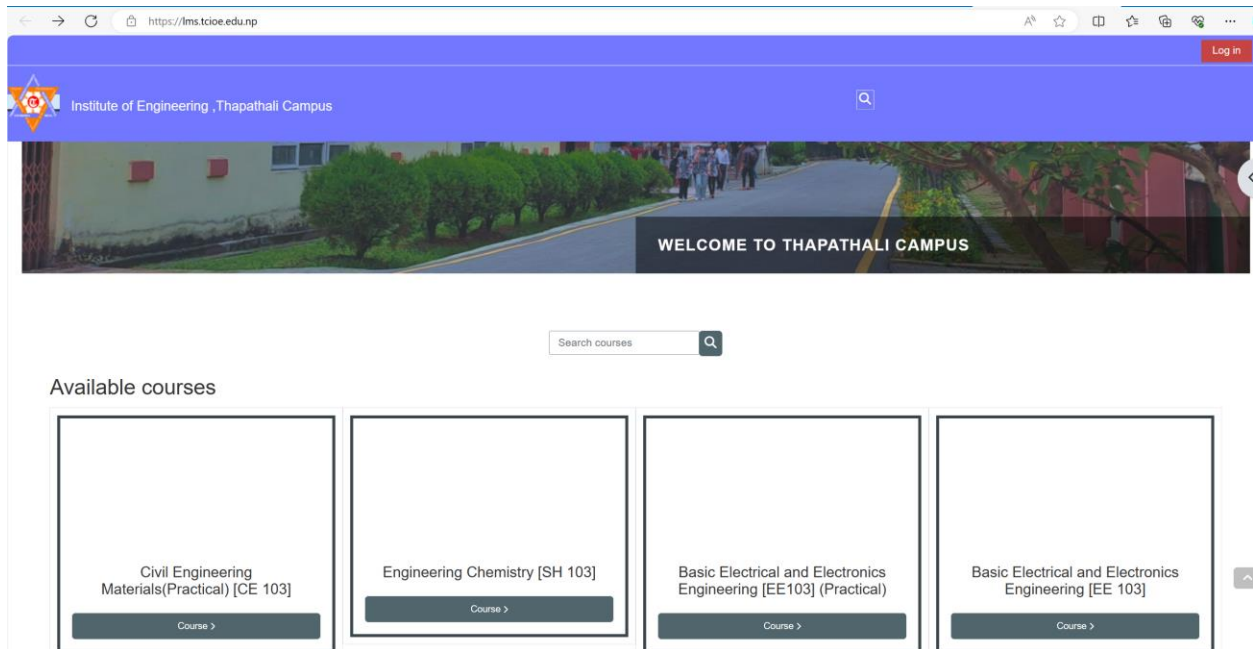 https://lms.tcioe.edu.np
Log in
Institute of Engineering ,Thapathali Campus
WELCOME TO THAPATHALI CAMPUS
Search courses
Available courses
Civil Engineering
Materials(Practical) [CE 103]
Course >
Engineering Chemistry [SH 103]
Course >
Basic Electrical and Electronics
Engineering [EE103] (Practical)
Course >
Basic Electrical and Electronics
Engineering [EE 103]
Course >